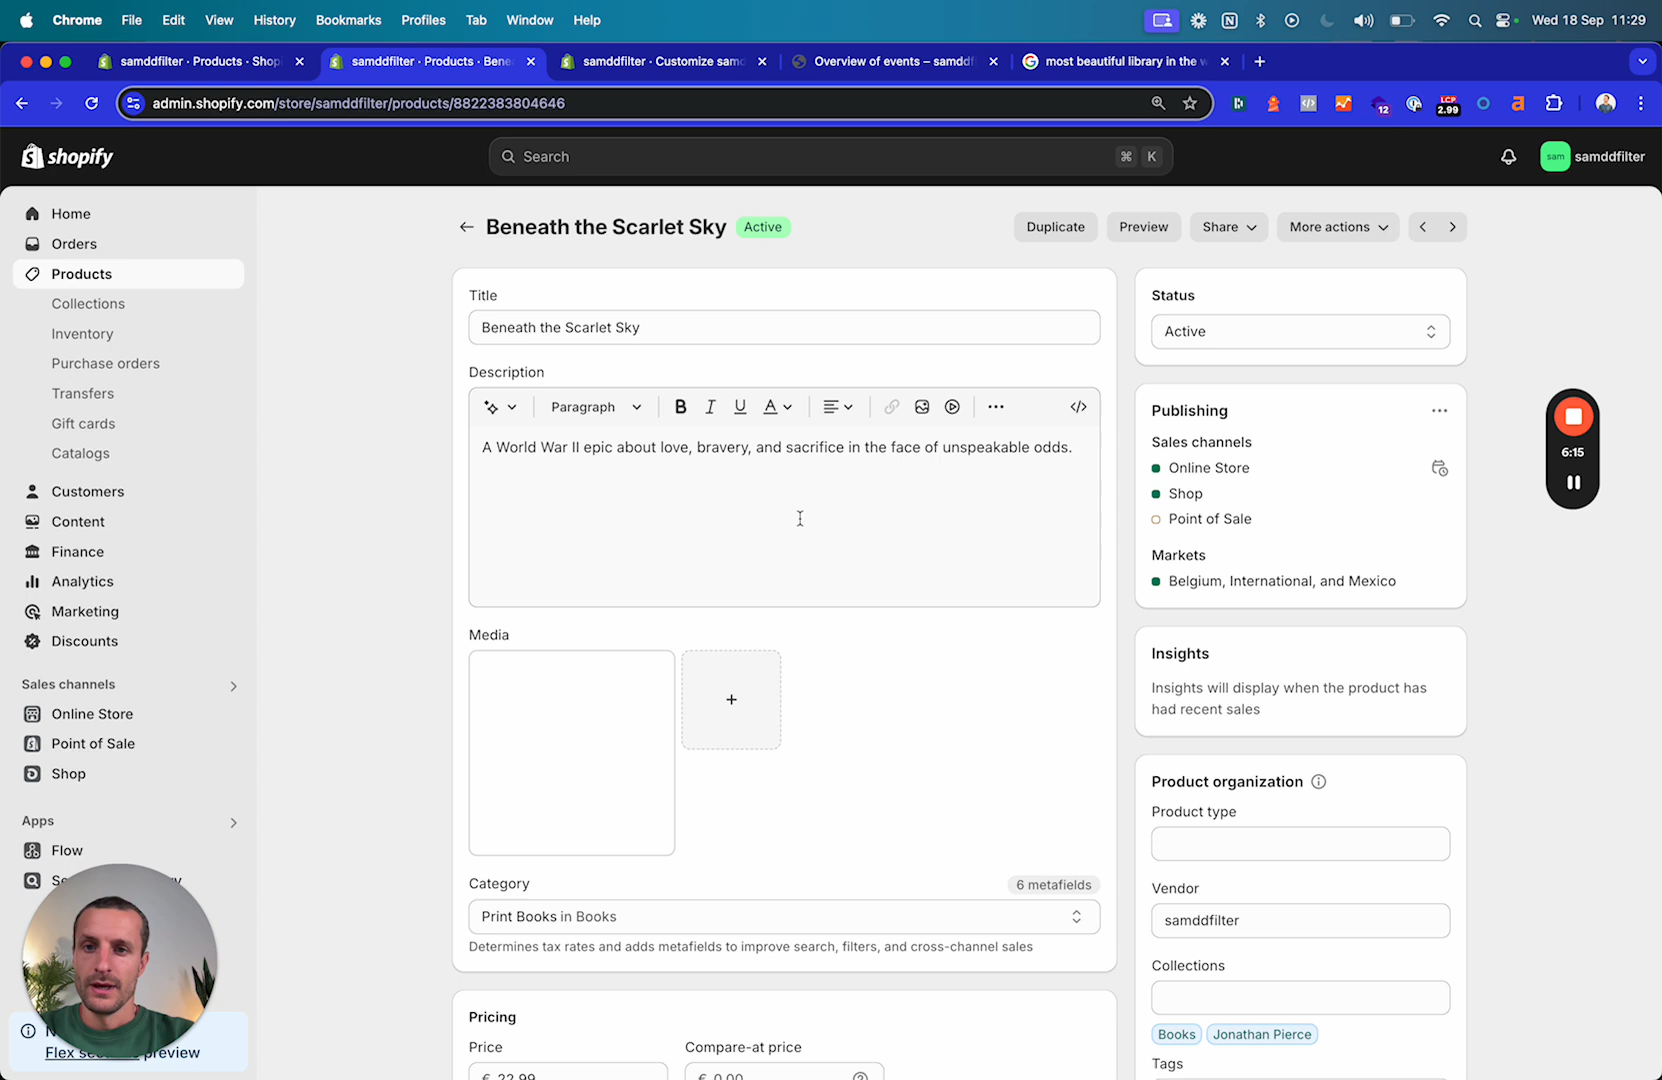 Chrome File Edit View History Bookmarks Profiles Tab Window Help
Wed 18 Sep 11:29
samddfilter · Products · Shop
samddfilter · Products · Bene
samddfilter · Customize samd
Overview of events – samddf
most beautiful library in the w
admin.shopify.com/store/samddfilter/products/8822383804646
12
LCP
2.99
shopify
Search
⌘ K
sam
samddfilter
Home
Orders
Products
Collections
Inventory
Purchase orders
Transfers
Gift cards
Catalogs
Customers
Content
Finance
Analytics
Marketing
Discounts
Sales channels
Online Store
Point of Sale
Shop
Apps
Flow
Flex preview
Beneath the Scarlet Sky Active
Duplicate
Preview
Share
More actions
Title
Beneath the Scarlet Sky
Description
Paragraph B I U A
A World War II epic about love, bravery, and sacrifice in the face of unspeakable odds.
Media
+
Category
6 metafields
Print Books in Books
Determines tax rates and adds metafields to improve search, filters, and cross-channel sales
Pricing
Price
Compare-at price
€ 22.99
€ 0.00
Status
Active
Publishing
Sales channels
Online Store
Shop
Point of Sale
Markets
Belgium, International, and Mexico
Insights
Insights will display when the product has
had recent sales
Product organization
Product type
Vendor
samddfilter
Collections
Books
Jonathan Pierce
Tags
6:15